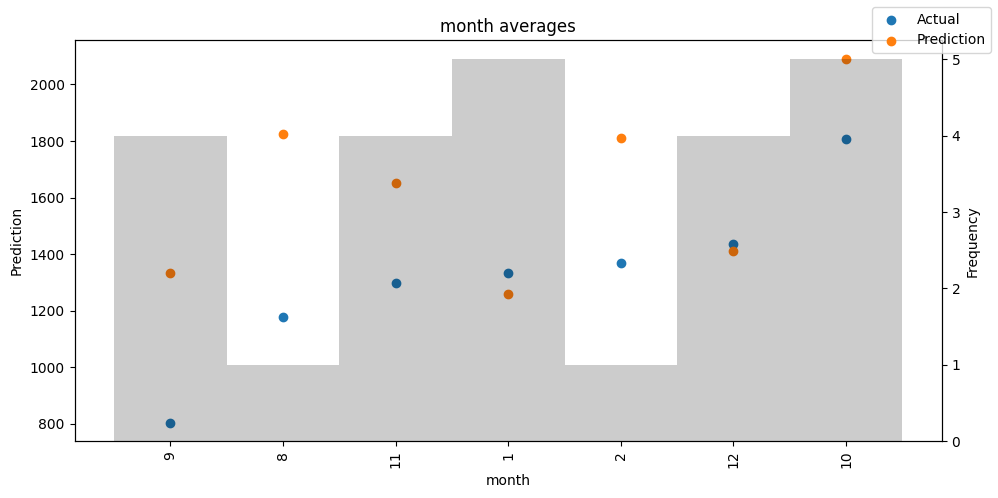 month averages
Actual
Prediction
2000
1800
1600
1400
1200
1000
800
Prediction
5
4
3
2
1
0
Frequency
9 8 11 1 2 12 10
month